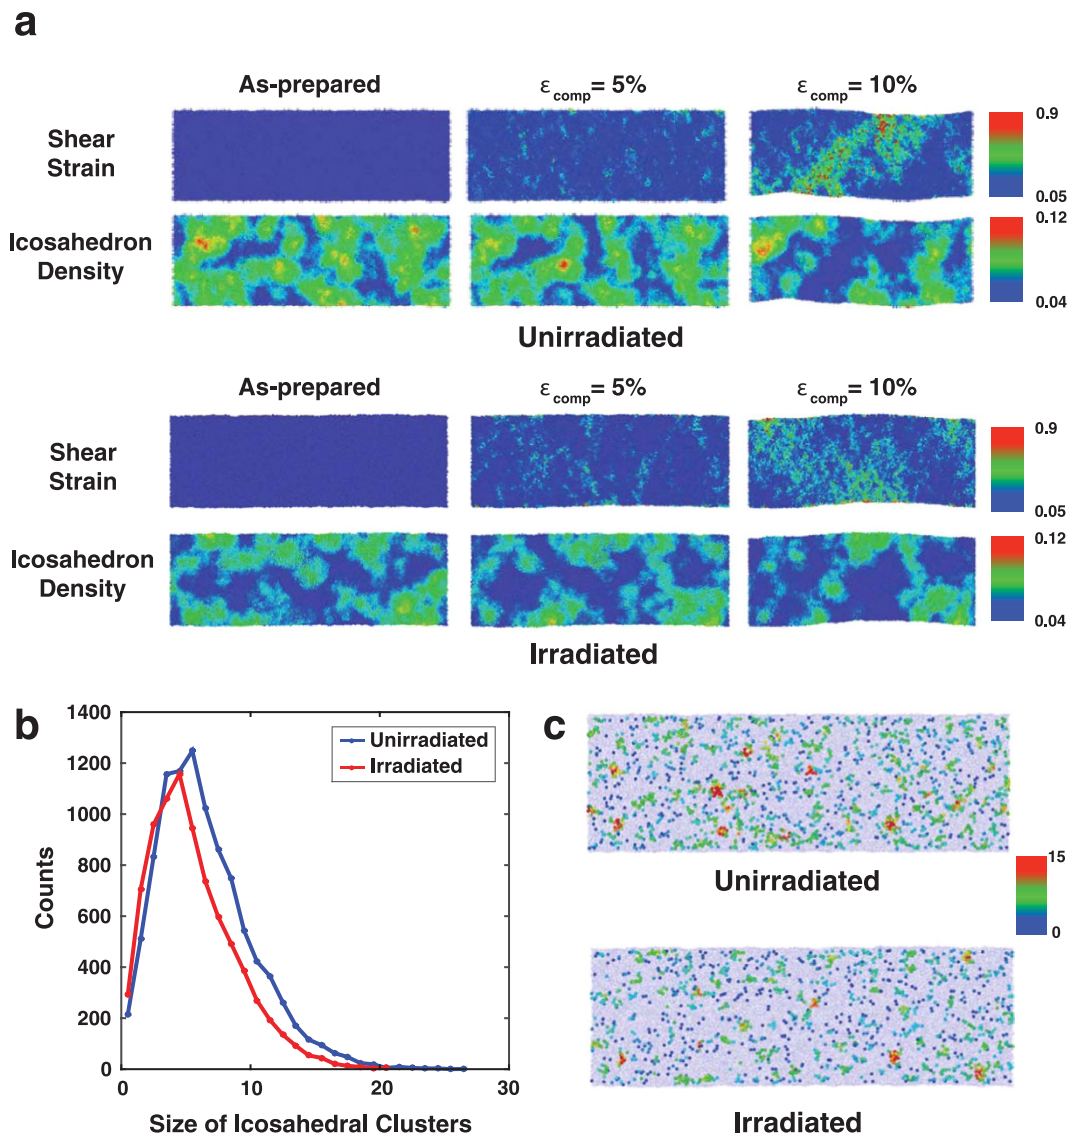 a
As-prepared
ε comp = 5%
ε comp = 10%
Shear
Strain
0.9
0.05
Icosahedron
Density
0.12
0.04
Unirradiated
As-prepared
ε comp = 5%
ε comp = 10%
Shear
Strain
0.9
0.05
Icosahedron
Density
0.12
0.04
Irradiated
b
1400
1200
1000
800
600
400
200
0
Counts
0
10
20
30
Size of Icosahedral Clusters
Unirradiated
Irradiated
c
Unirradiated
15
0
Irradiated